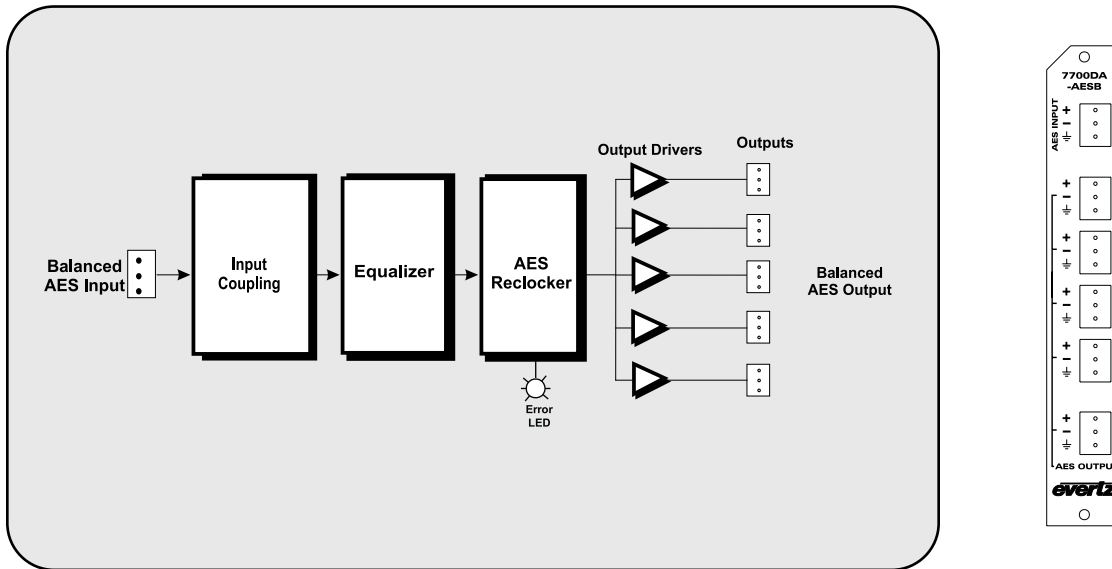 Output Drivers
Outputs
Balanced
AES Input
Input
Coupling
Equalizer
AES
Reclocker
Balanced
AES Output
Error
LED
7700DA
-AESB
AES INPUT
+
−
+
−
+
−
+
−
+
−
+
−
AES OUTPU
evertz